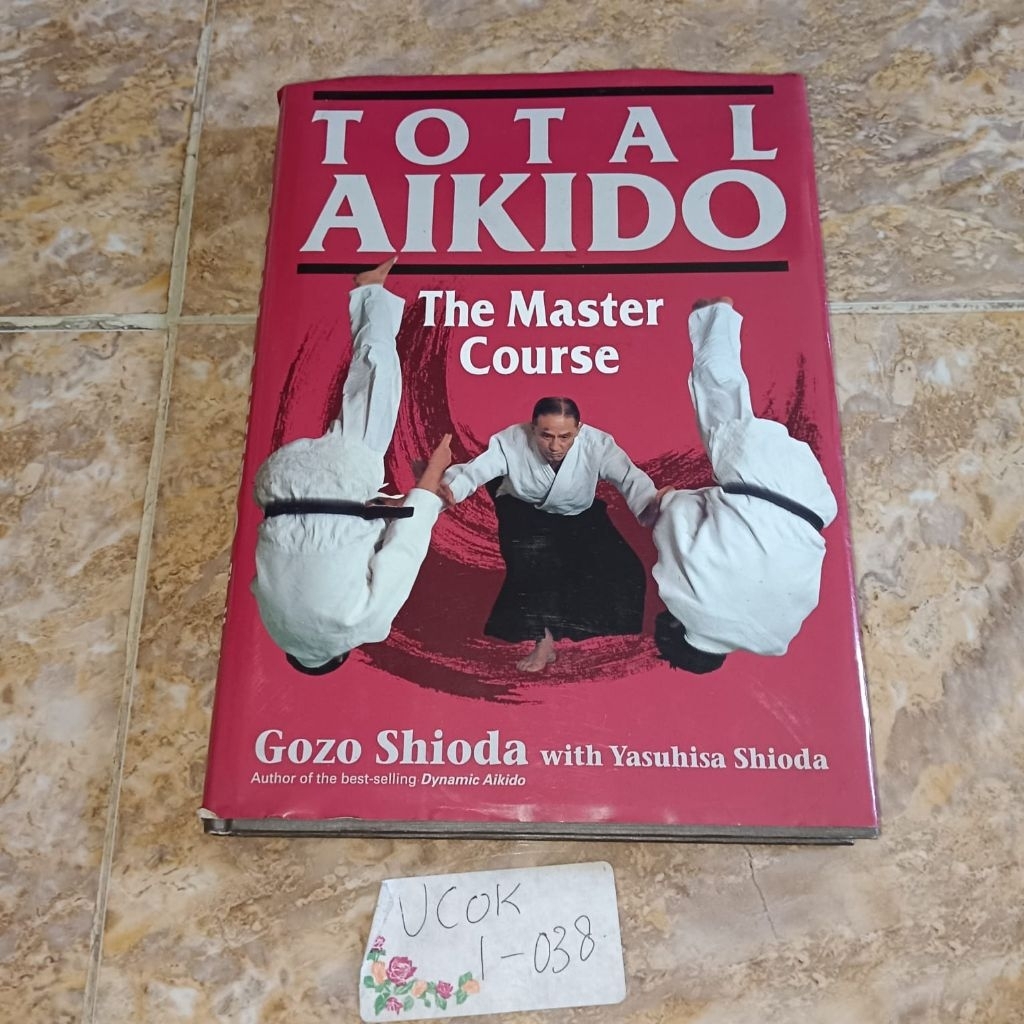 TOTAL
AIKIDO
The Master
Course
Gozo Shioda with Yasuhisa Shioda
Author of the best-selling Dynamic Aikido
UCOK
1-038